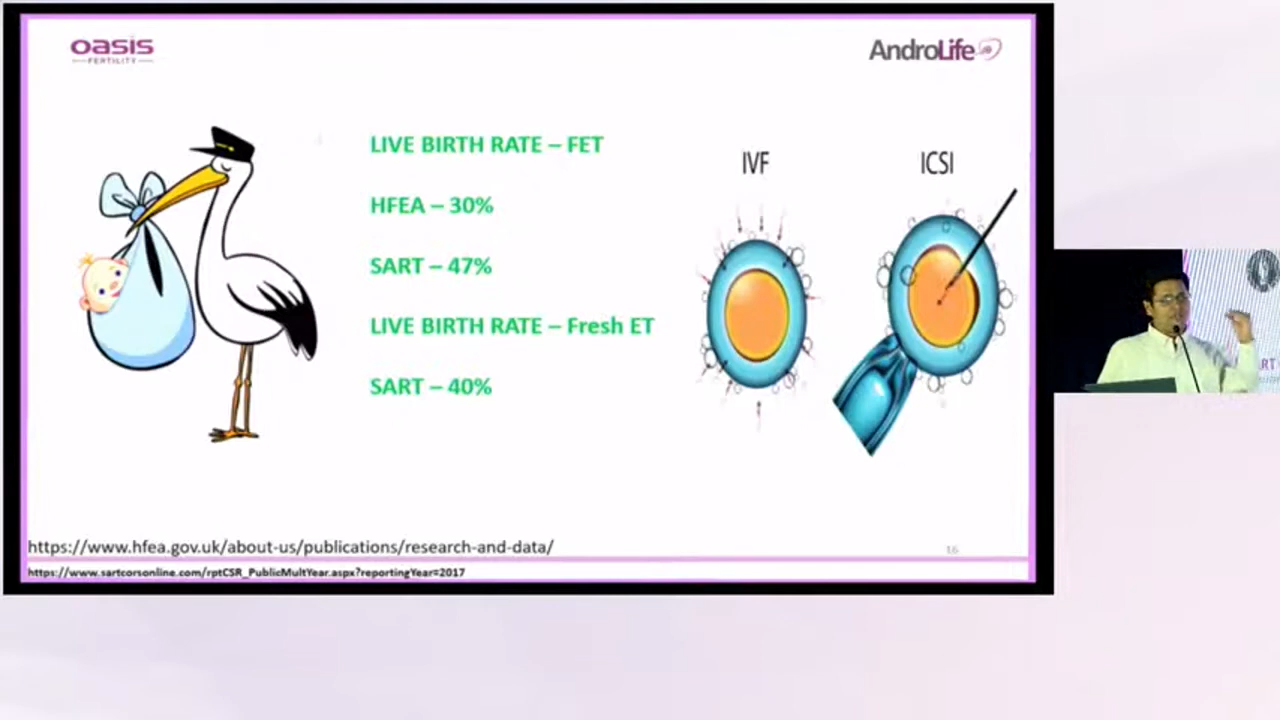 oasis
FERTILITY
AndroLife
LIVE BIRTH RATE – FET
HFEA – 30%
SART – 47%
LIVE BIRTH RATE – Fresh ET
SART – 40%
IVF
ICSI
https://www.hfea.gov.uk/about-us/publications/research-and-data/
16
https://www.sartcorsonline.com/rptCSR_PublicMultYear.aspx?reportingYear=2017